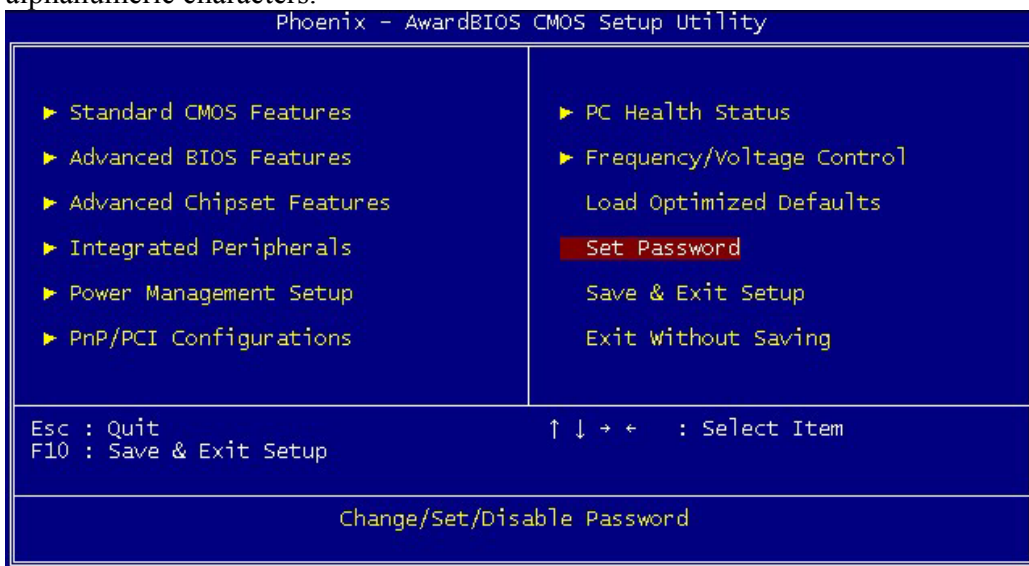 alphanumeric characters.
Phoenix - AwardBIOS CMOS Setup Utility
► Standard CMOS Features
► Advanced BIOS Features
► Advanced Chipset Features
► Integrated Peripherals
► Power Management Setup
► PnP/PCI Configurations
► PC Health Status
► Frequency/Voltage Control
Load Optimized Defaults
Set Password
Save & Exit Setup
Exit Without Saving
Esc : Quit
F10 : Save & Exit Setup
↑ ↓ → ← : Select Item
Change/Set/Disable Password